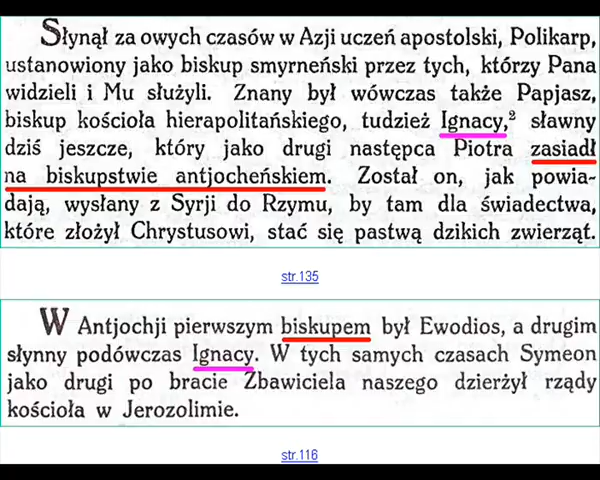 Słynął za owych czasów w Azji uczeń apostolski, Polikarp,
ustanowiony jako biskup smyrneński przez tych, którzy Pana
widzieli i Mu służyli. Znany był wówczas także Papjasz,
biskup kościoła hierapolitańskiego, tudzież Ignacy,² sławny
dziś jeszcze, który jako drugi następca Piotra zasiadł
na biskupstwie antjocheńskiem. Został on, jak powia-
dają, wysłany z Syrji do Rzymu, by tam dla świadectwa,
które złożył Chrystusowi, stać się pastwą dzikich zwierząt.
str.135
W Antjochji pierwszym biskupem był Ewodios, a drugim
słynny podówczas Ignacy. W tych samych czasach Symeon
jako drugi po bracie Zbawiciela naszego dzierżył rządy
kościoła w Jerozolimie.
str.116